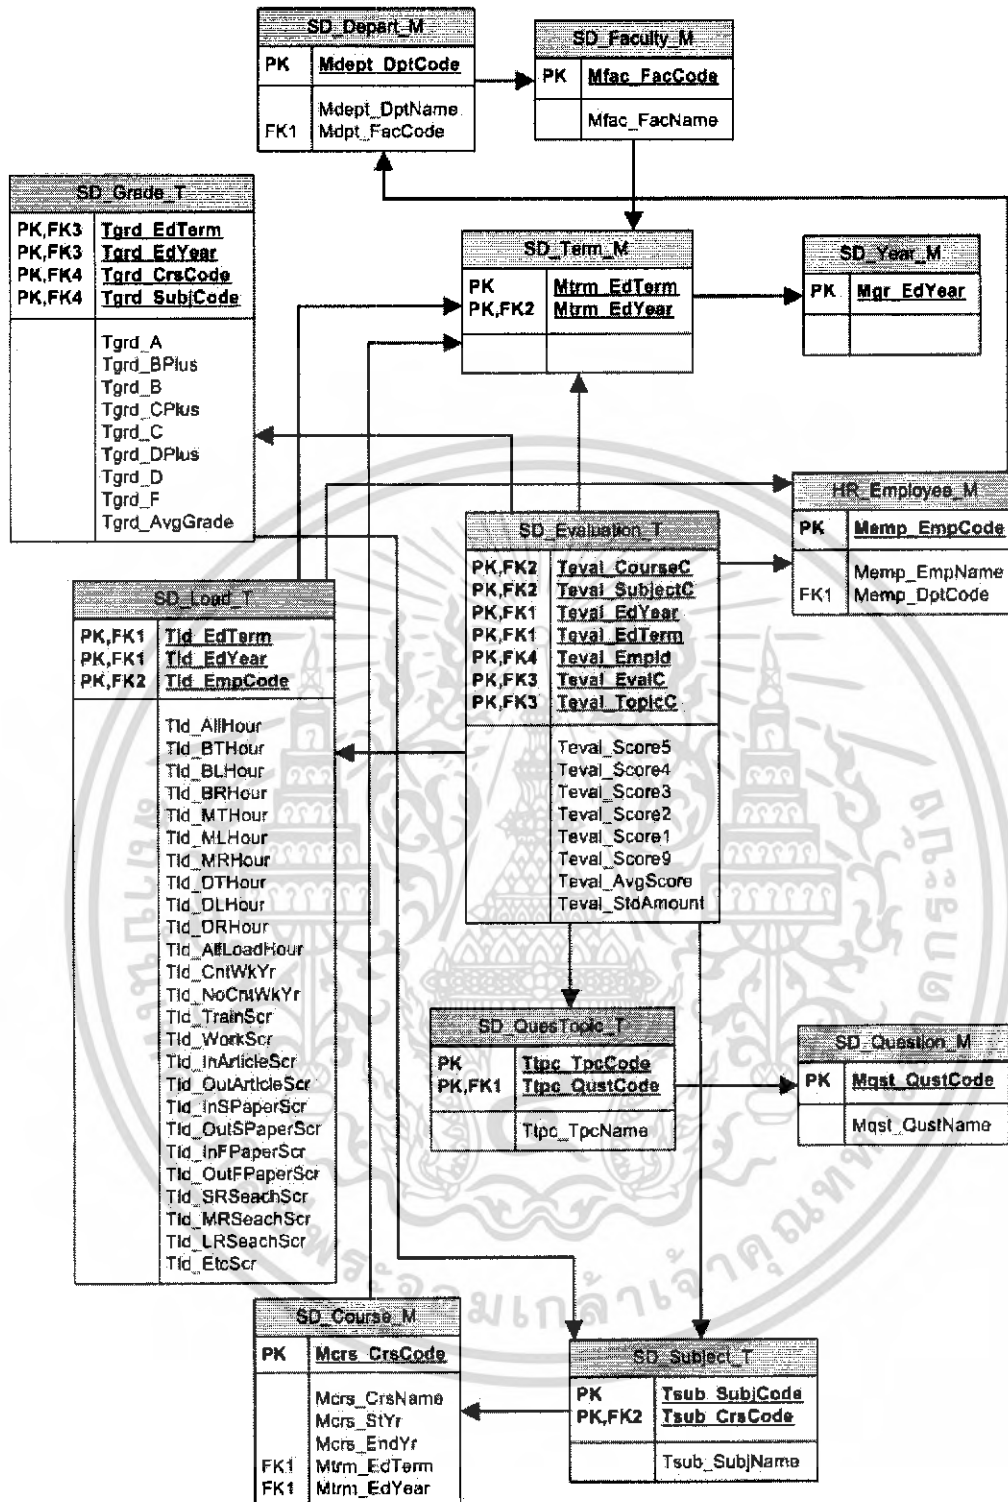 SD_Depart_M
PK Mdept_DptCode
Mdept_DptName
FK1 Mdpt_FacCode
SD_Faculty_M
PK Mfac_FacCode
Mfac_FacName
SD_Grade_T
PK,FK3 Tgrd_EdTerm
PK,FK3 Tgrd_EdYear
PK,FK4 Tgrd_CrsCode
PK,FK4 Tgrd_SubjCode
Tgrd_A
Tgrd_BPlus
Tgrd_B
Tgrd_CPlus
Tgrd_C
Tgrd_DPlus
Tgrd_D
Tgrd_F
Tgrd_AvgGrade
SD_Term_M
PK Mtrm_EdTerm
PK,FK2 Mtrm_EdYear
SD_Year_M
PK Mgr_EdYear
HR_Employee_M
PK Memp_EmpCode
Memp_EmpName
FK1 Memp_DptCode
SD_Evaluation_T
PK,FK2 Teval_CourseC
PK,FK2 Teval_SubjectC
PK,FK1 Teval_EdYear
PK,FK1 Teval_EdTerm
PK,FK4 Teval_EmpId
PK,FK3 Teval_EvalC
PK,FK3 Teval_TopicC
Teval_Score5
Teval_Score4
Teval_Score3
Teval_Score2
Teval_Score1
Teval_Score9
Teval_AvgScore
Teval_StdAmount
SD_Load_T
PK,FK1 Tld_EdTerm
PK,FK1 Tld_EdYear
PK,FK2 Tld_EmpCode
Tld_AllHour
Tld_BTHour
Tld_BLHour
Tld_BRHour
Tld_MTHour
Tld_MLHour
Tld_MRHour
Tld_DTHour
Tld_DLHour
Tld_DRHour
Tld_AllLoadHour
Tld_CntWkYr
Tld_NoCntWkYr
Tld_TrainScr
Tld_WorkScr
Tld_InArticleScr
Tld_OutArticleScr
Tld_InSPaperScr
Tld_OutSPaperScr
Tld_InFPaperScr
Tld_OutFPaperScr
Tld_SRSeachScr
Tld_MRSeachScr
Tld_LRSeachScr
Tld_EtcScr
SD_QuesTopic_T
PK Ttpc_TpcCode
PK,FK1 Ttpc_QustCode
Ttpc_TpcName
SD_Question_M
PK Mqst_QustCode
Mqst_QustName
SD_Course_M
PK Mcrs_CrsCode
Mcrs_CrsName
Mcrs_StYr
Mcrs_EndYr
FK1 Mtrm_EdTerm
FK1 Mtrm_EdYear
SD_Subject_T
PK Tsub_SubjCode
PK,FK2 Tsub_CrsCode
Tsub_SubjName